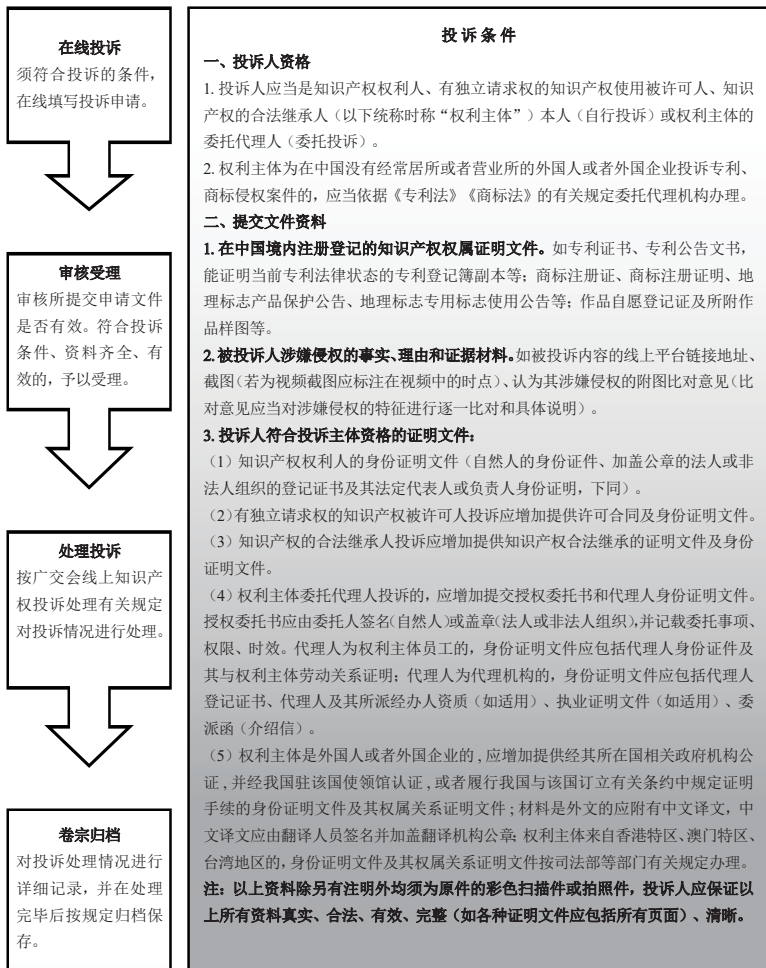 在线投诉
须符合投诉的条件，
在线填写投诉申请。
审核受理
审核所提交申请文件
是否有效。符合投诉
条件、资料齐全、有
效的，予以受理。
处理投诉
按广交会线上知识产
权投诉处理有关规定
对投诉情况进行处理。
卷宗归档
对投诉处理情况进行
详细记录，并在处理
完毕后按规定归档保
存。
投诉条件
一、投诉人资格
1. 投诉人应当是知识产权权利人、有独立请求权的知识产权使用被许可人、知识
产权的合法继承人（以下统称时称“权利主体”）本人（自行投诉）或权利主体的
委托代理人（委托投诉）。
2. 权利主体为在中国没有经常居所或者营业所的外国人或者外国企业投诉专利、
商标侵权案件的，应当依据《专利法》《商标法》的有关规定委托代理机构办理。
二、提交文件资料
1. 在中国境内注册登记的知识产权权属证明文件。如专利证书、专利公告文书，
能证明当前专利法律状态的专利登记簿副本等；商标注册证、商标注册证明、地
理标志产品保护公告、地理标志专用标志使用公告等；作品自愿登记证及所附作
品样图等。
2. 被投诉人涉嫌侵权的事实、理由和证据材料。如被投诉内容的线上平台链接地址、
截图（若为视频截图应标注在视频中的时点）、认为其涉嫌侵权的附图比对意见（比
对意见应当对涉嫌侵权的特征进行逐一比对和具体说明）。
3. 投诉人符合投诉主体资格的证明文件：
（1）知识产权权利人的身份证明文件（自然人的身份证件、加盖公章的法人或非
法人组织的登记证书及其法定代表人或负责人身份证明，下同）。
（2）有独立请求权的知识产权被许可人投诉应增加提供许可合同及身份证明文件。
（3）知识产权的合法继承人投诉应增加提供知识产权合法继承的证明文件及身份
证明文件。
（4）权利主体委托代理人投诉的，应增加提交授权委托书和代理人身份证明文件。
授权委托书应由委托人签名（自然人）或盖章（法人或非法人组织），并记载委托事项、
权限、时效。代理人为权利主体员工的，身份证明文件应包括代理人身份证件及
其与权利主体劳动关系证明；代理人为代理机构的，身份证明文件应包括代理人
登记证书、代理人及其所派经办人资质（如适用）、执业证明文件（如适用）、委
派函（介绍信）。
（5）权利主体是外国人或者外国企业的，应增加提供经其所在国相关政府机构公
证，并经我国驻该国使领馆认证，或者履行我国与该国订立有关条约中规定证明
手续的身份证明文件及其权属关系证明文件；材料是外文的应附有中文译文，中
文译文应由翻译人员签名并加盖翻译机构公章；权利主体来自香港特区、澳门特区、
台湾地区的，身份证明文件及其权属关系证明文件按司法部等部门有关规定办理。
注：以上资料除另有注明外均须为原件的彩色扫描件或拍照件，投诉人应保证以
上所有资料真实、合法、有效、完整（如各种证明文件应包括所有页面）、清晰。